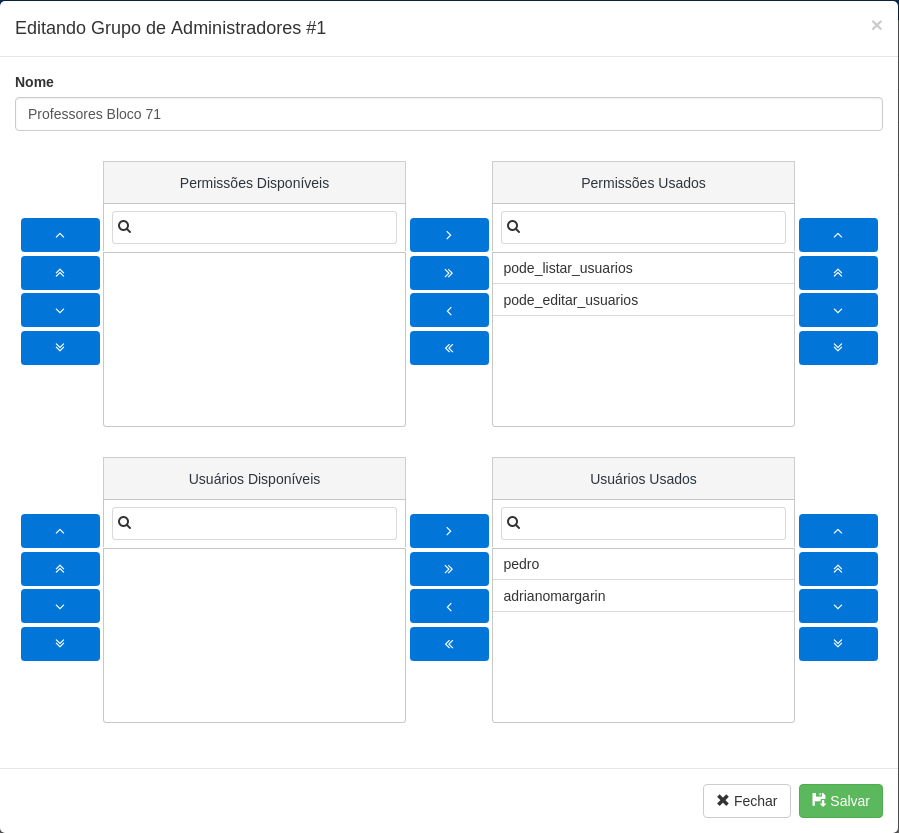 Editando Grupo de Administradores #1
×
Nome
Professores Bloco 71
Permissões Disponíveis
Permissões Usados
pode_listar_usuarios
pode_editar_usuarios
Usuários Disponíveis
Usuários Usados
pedro
adrianomargarin
Fechar
Salvar